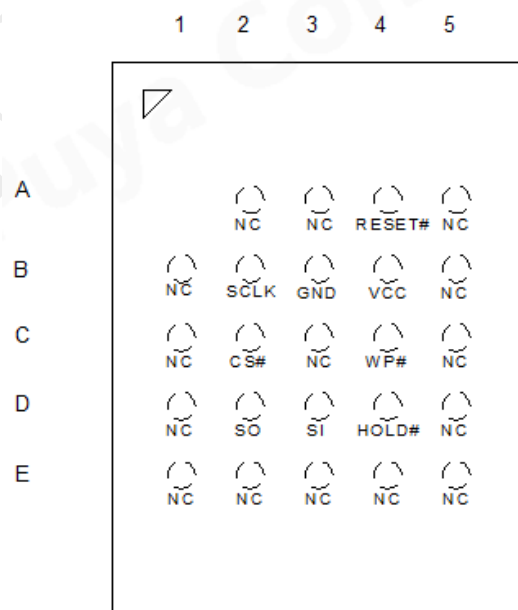 1 2 3 4 5
A
NC NC RESET# NC
B
NC SCLK GND VCC NC
C
NC CS# NC WP# NC
D
NC SO SI HOLD# NC
E
NC NC NC NC NC